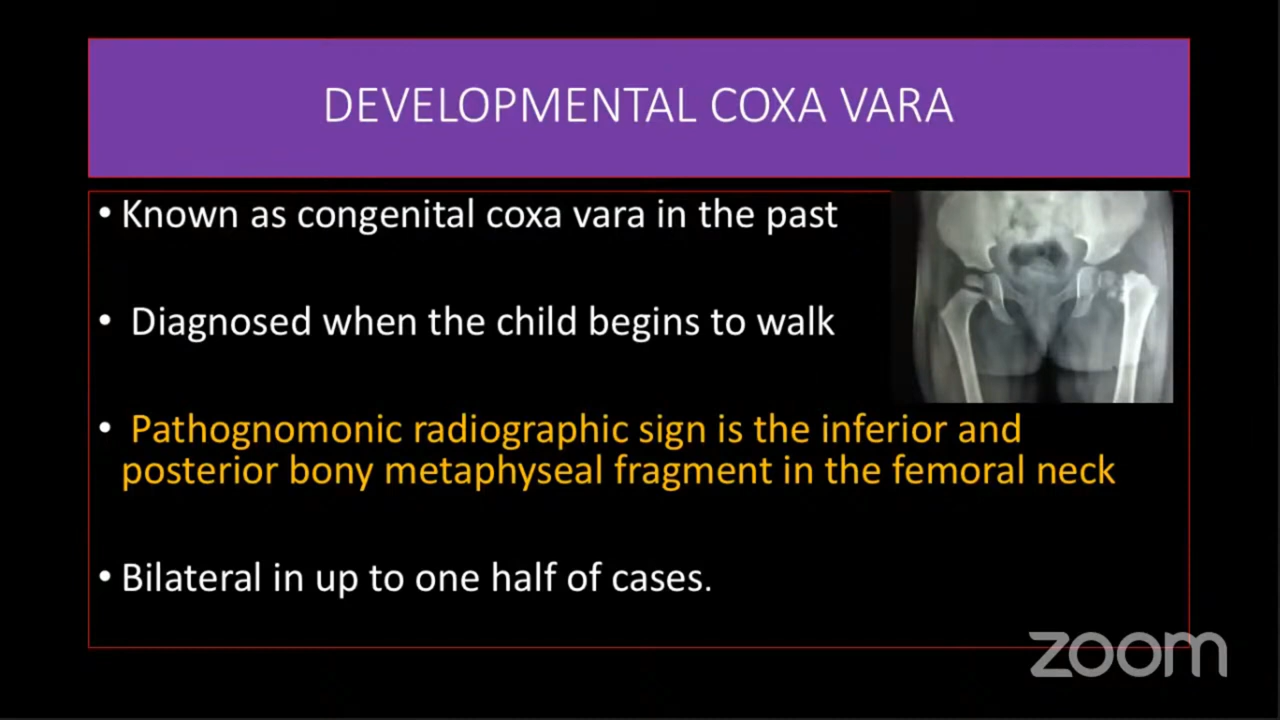 DEVELOPMENTAL COXA VARA
• Known as congenital coxa vara in the past
• Diagnosed when the child begins to walk
• Pathognomonic radiographic sign is the inferior and
posterior bony metaphyseal fragment in the femoral neck
• Bilateral in up to one half of cases.
zoom